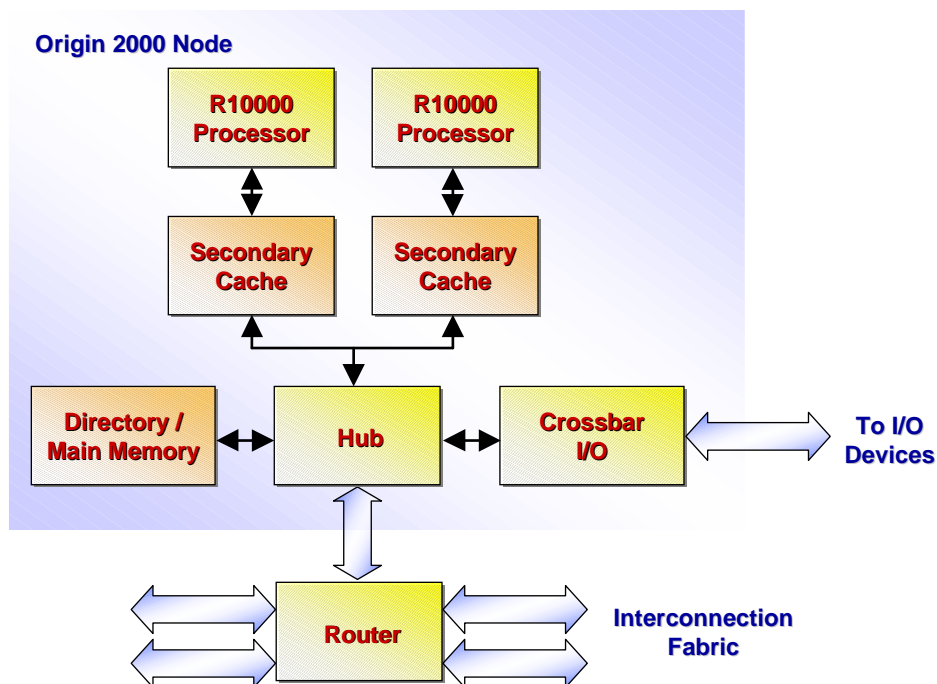 Origin 2000 Node
R10000
Processor
R10000
Processor
Secondary
Cache
Secondary
Cache
Directory /
Main Memory
Hub
Crossbar
I/O
To I/O
Devices
Router
Interconnection
Fabric